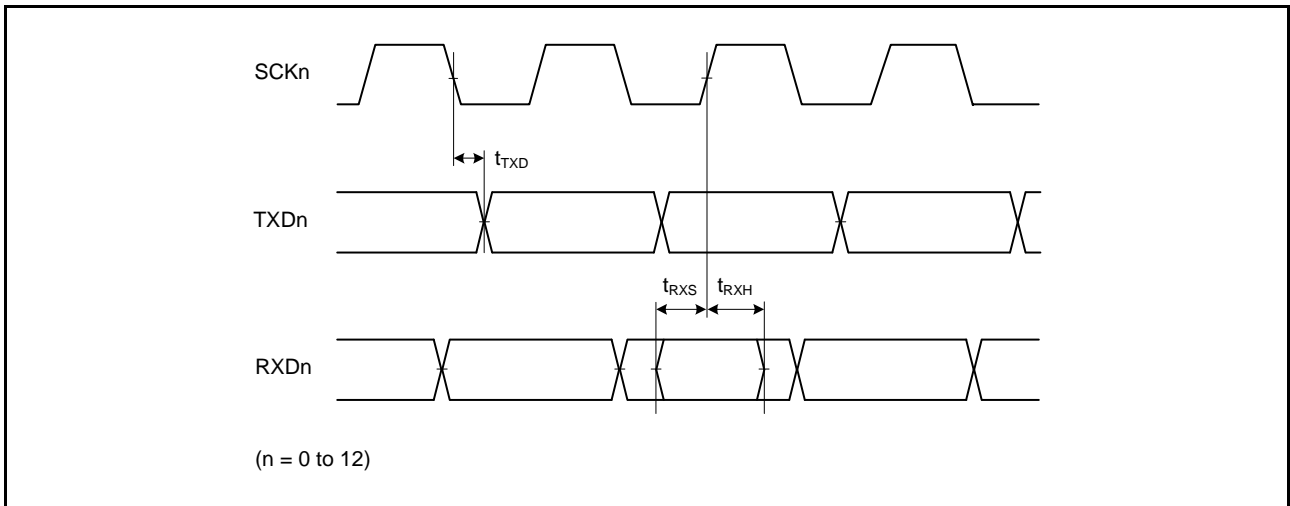 SCKn
tTXD
TXDn
tRXS tRXH
RXDn
(n = 0 to 12)